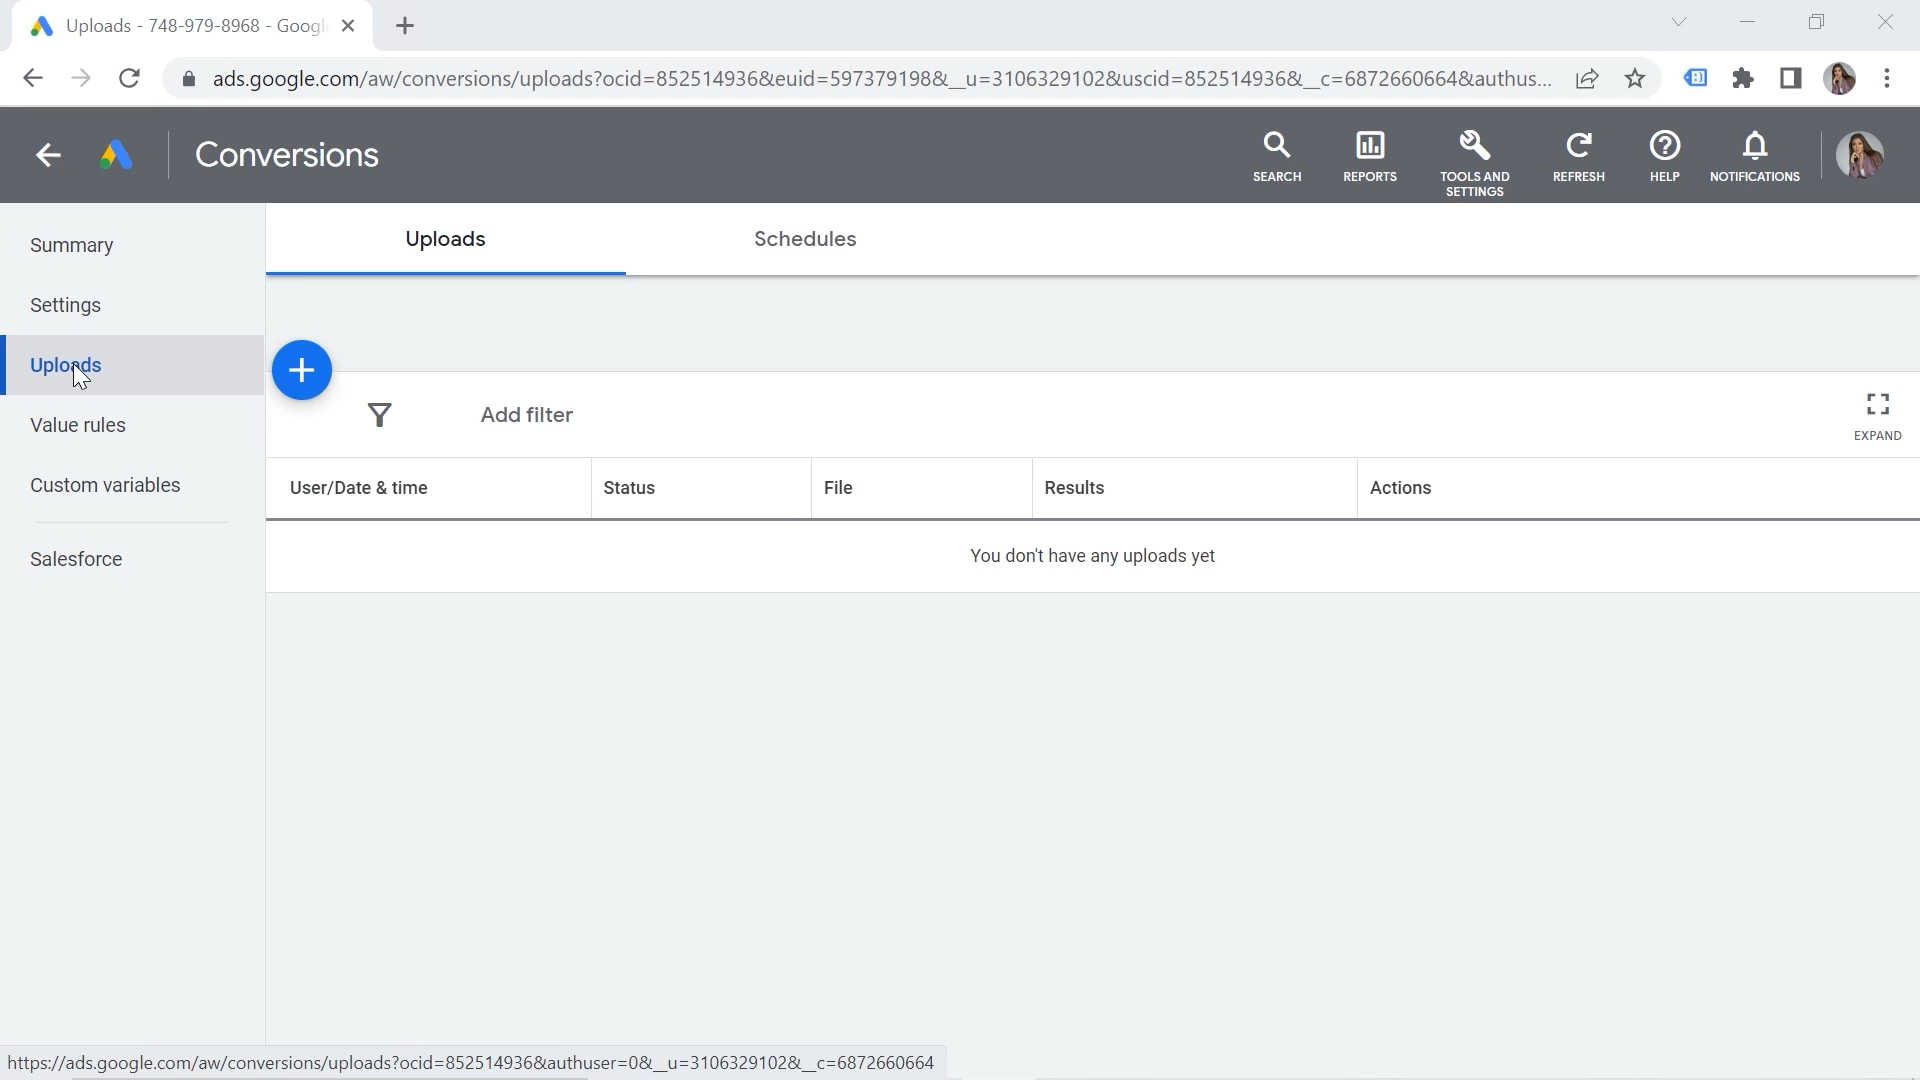 Uploads - 748-979-8968 - Googl
ads.google.com/aw/conversions/uploads?ocid=852514936&euid=597379198&__u=3106329102&uscid=852514936&__c=6872660664&authus...
Conversions
SEARCH
REPORTS
TOOLS AND
SETTINGS
REFRESH
HELP
NOTIFICATIONS
Summary
Settings
Uploads
Value rules
Custom variables
Salesforce
Uploads
Schedules
Add filter
EXPAND
User/Date & time
Status
File
Results
Actions
You don't have any uploads yet
https://ads.google.com/aw/conversions/uploads?ocid=852514936&authuser=0&__u=3106329102&__c=6872660664